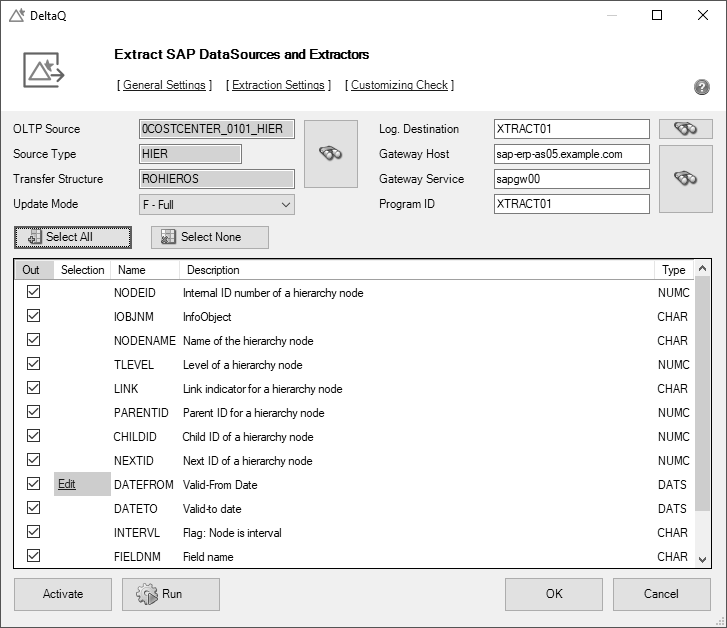 DeltaQ
Extract SAP DataSources and Extractors
[ General Settings ] [ Extraction Settings ] [ Customizing Check ]
?
OLTP Source 0COSTCENTER_0101_HIER Log. Destination XTRACT01
Source Type HIER Gateway Host sap-erp-as05.example.com
Transfer Structure ROHIEROS Gateway Service sapgw00
Update Mode F - Full Program ID XTRACT01
Select All Select None
Out Selection Name Description Type
NODEID Internal ID number of a hierarchy node NUMC
IOBJNM InfoObject CHAR
NODENAME Name of the hierarchy node CHAR
TLEVEL Level of a hierarchy node NUMC
LINK Link indicator for a hierarchy node CHAR
PARENTID Parent ID for a hierarchy node NUMC
CHILDID Child ID of a hierarchy node NUMC
NEXTID Next ID of a hierarchy node NUMC
Edit DATEFROM Valid-From Date DATS
DATETO Valid-to date DATS
INTERVL Flag: Node is interval CHAR
FIELDNM Field name CHAR
Activate Run OK Cancel